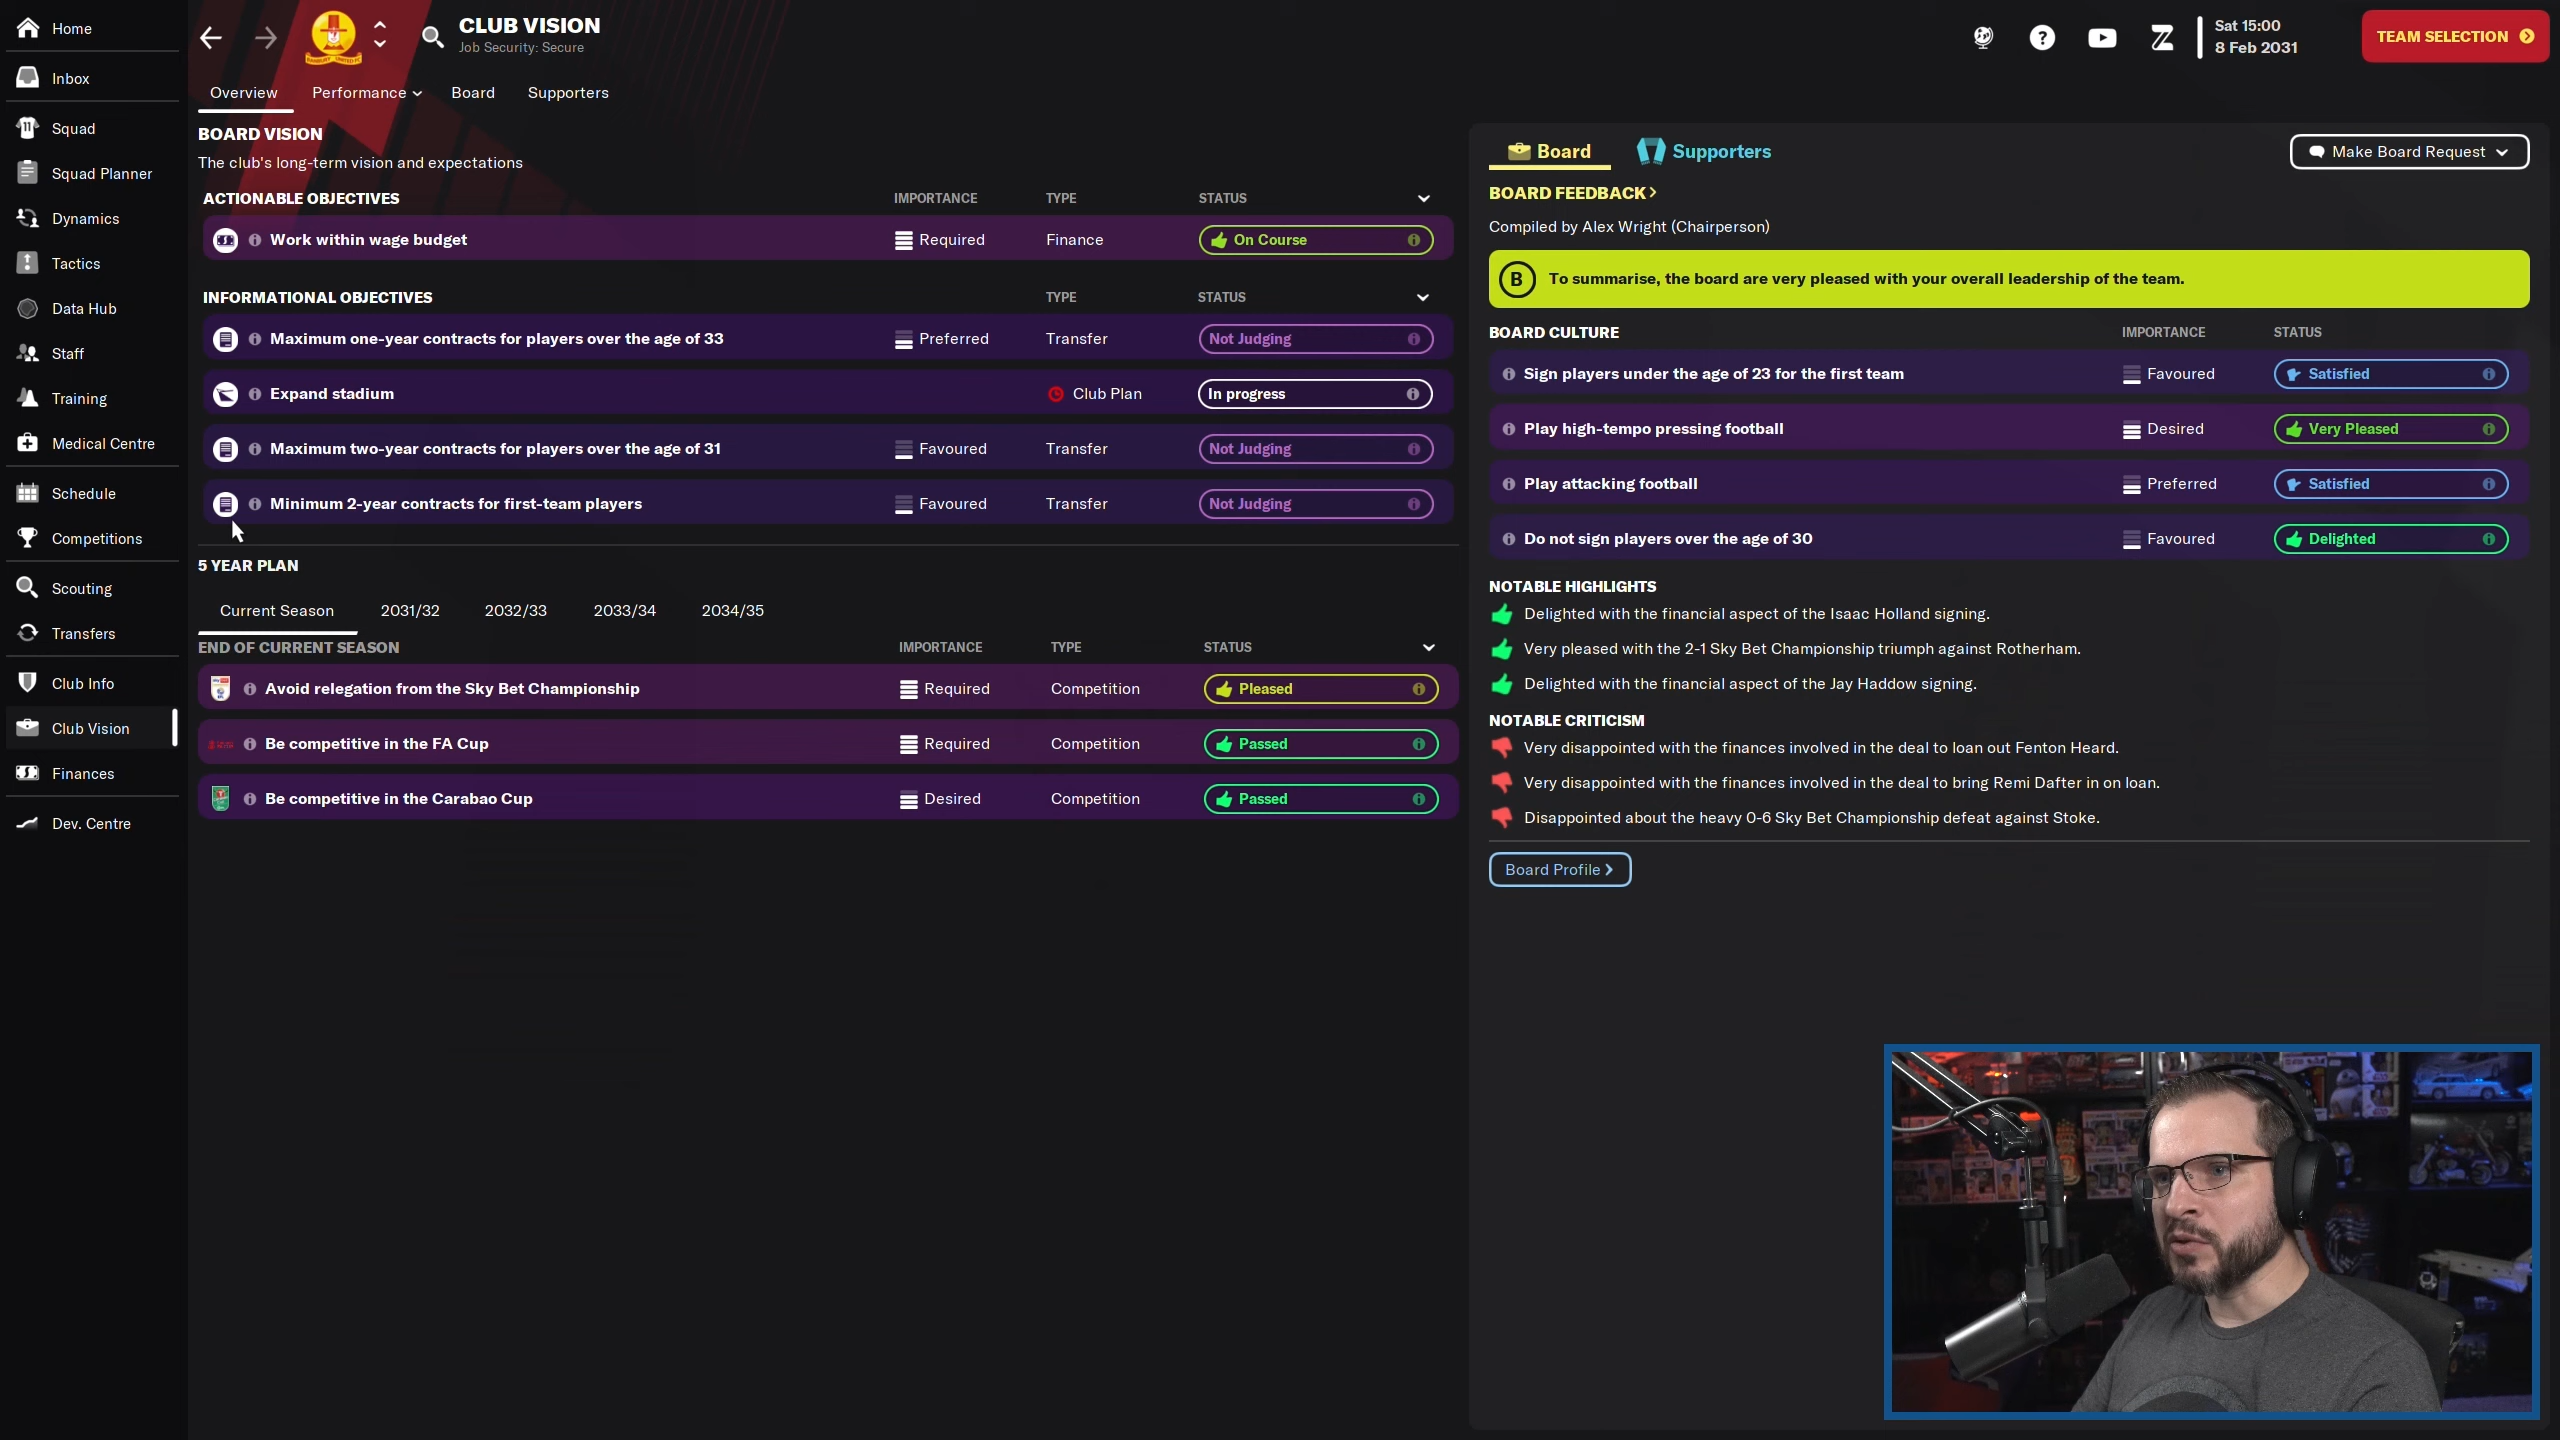 Home
Inbox
Squad
Squad Planner
Dynamics
Tactics
Data Hub
Staff
Training
Medical Centre
Schedule
Competitions
Scouting
Transfers
Club Info
Club Vision
Finances
Dev. Centre
CLUB VISION
Job Security: Secure
Sat 15:00
8 Feb 2031
TEAM SELECTION
Overview Performance Board Supporters
BOARD VISION
The club's long-term vision and expectations
ACTIONABLE OBJECTIVES IMPORTANCE TYPE STATUS
Work within wage budget Required Finance On Course
INFORMATIONAL OBJECTIVES TYPE STATUS
Maximum one-year contracts for players over the age of 33 Preferred Transfer Not Judging
Expand stadium Club Plan In progress
Maximum two-year contracts for players over the age of 31 Favoured Transfer Not Judging
Minimum 2-year contracts for first-team players Favoured Transfer Not Judging
5 YEAR PLAN
Current Season 2031/32 2032/33 2033/34 2034/35
END OF CURRENT SEASON IMPORTANCE TYPE STATUS
Avoid relegation from the Sky Bet Championship Required Competition Pleased
Be competitive in the FA Cup Required Competition Passed
Be competitive in the Carabao Cup Desired Competition Passed
Board Supporters Make Board Request
BOARD FEEDBACK
Compiled by Alex Wright (Chairperson)
B To summarise, the board are very pleased with your overall leadership of the team.
BOARD CULTURE IMPORTANCE STATUS
Sign players under the age of 23 for the first team Favoured Satisfied
Play high-tempo pressing football Desired Very Pleased
Play attacking football Preferred Satisfied
Do not sign players over the age of 30 Favoured Delighted
NOTABLE HIGHLIGHTS
Delighted with the financial aspect of the Isaac Holland signing.
Very pleased with the 2-1 Sky Bet Championship triumph against Rotherham.
Delighted with the financial aspect of the Jay Haddow signing.
NOTABLE CRITICISM
Very disappointed with the finances involved in the deal to loan out Fenton Heard.
Very disappointed with the finances involved in the deal to bring Remi Dafter in on loan.
Disappointed about the heavy 0-6 Sky Bet Championship defeat against Stoke.
Board Profile